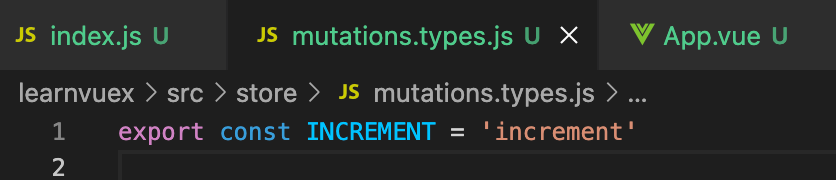 JS index.js U JS mutations.types.js U App.vue U
learnvuex > src > store > JS mutations.types.js > ...
1 export const INCREMENT = 'increment'
2